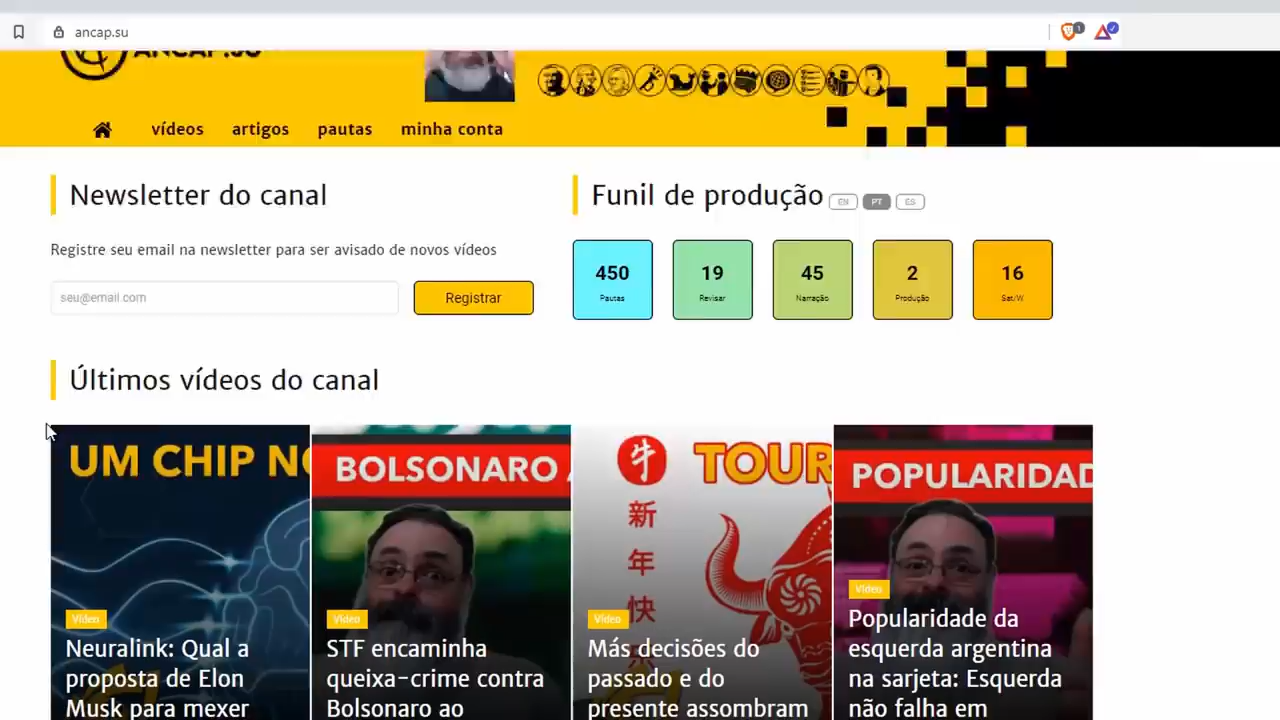 ancap.su
ANCAP.SU
vídeos artigos pautas minha conta
Newsletter do canal
Funil de produção EN PT ES
Registre seu email na newsletter para ser avisado de novos vídeos
seu@email.com Registrar
450 19 45 2 16
Pautas Revisar Narração Produção Sat/W
Últimos vídeos do canal
UM CHIP
Vídeo
Neuralink: Qual a
proposta de Elon
Musk para mexer
BOLSONARO
Vídeo
STF encaminha
queixa-crime contra
Bolsonaro ao
牛
新
年
快
TOUR
Vídeo
Más decisões do
passado e do
presente assombram
POPULARIDAD
Vídeo
Popularidade da
esquerda argentina
na sarjeta: Esquerda
não falha em